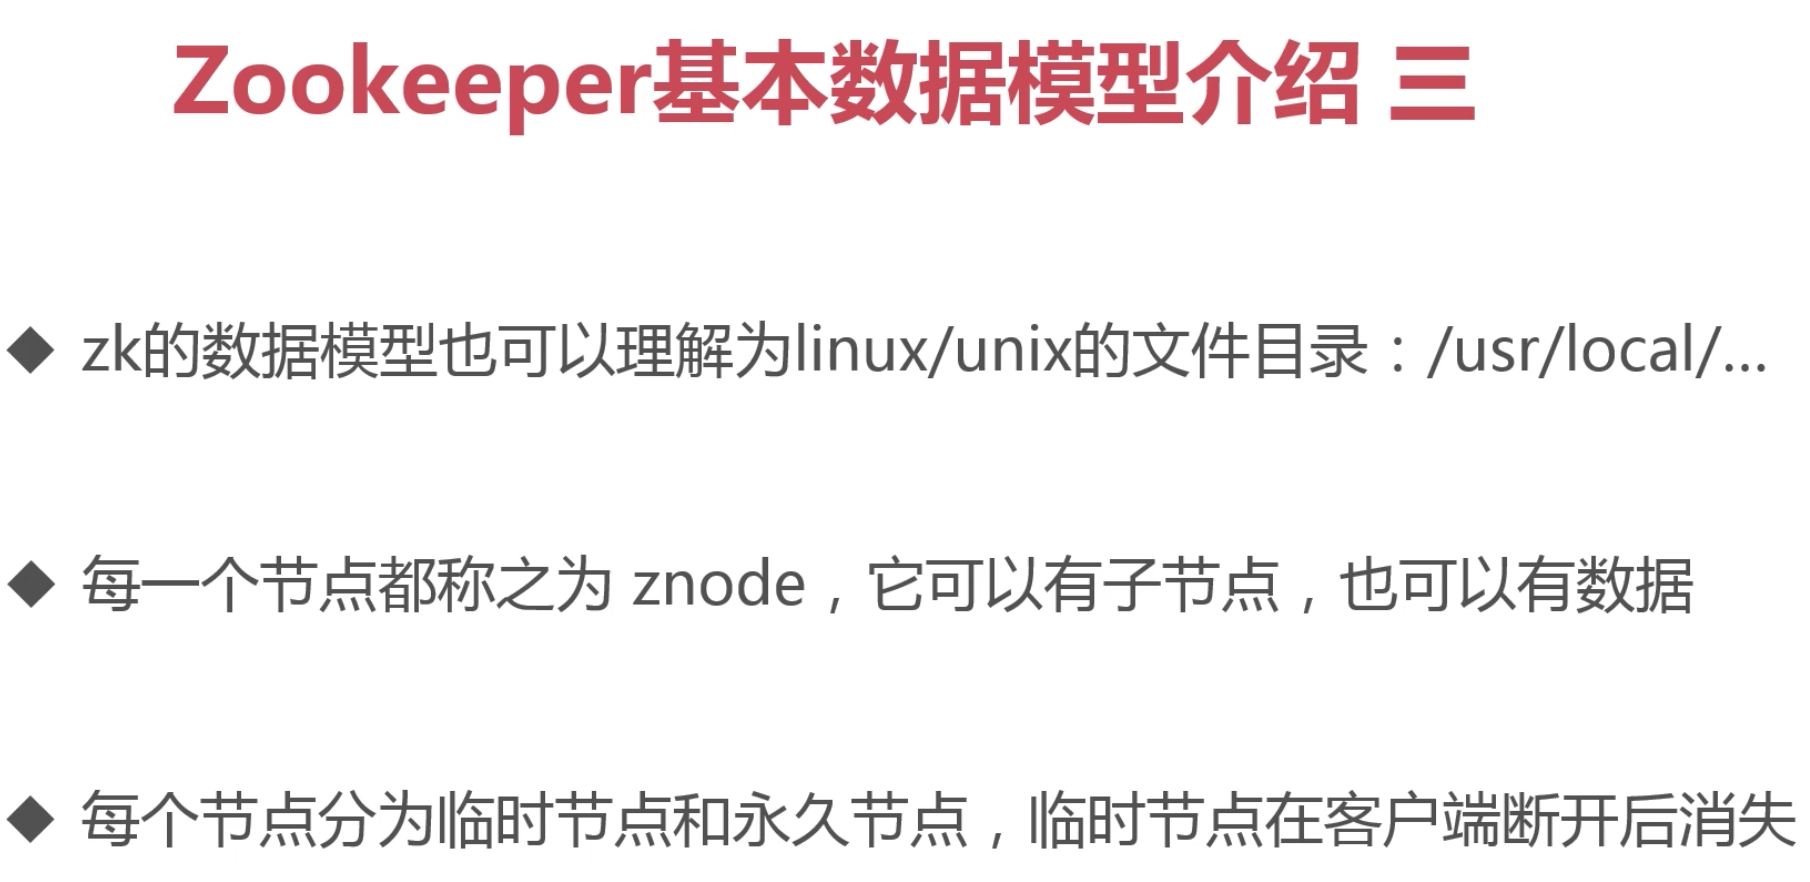 Zookeeper基本数据模型介绍 三
◆ zk的数据模型也可以理解为linux/unix的文件目录：/usr/local/...
◆ 每一个节点都称之为 znode，它可以有子节点，也可以有数据
◆ 每个节点分为临时节点和永久节点，临时节点在客户端断开后消失